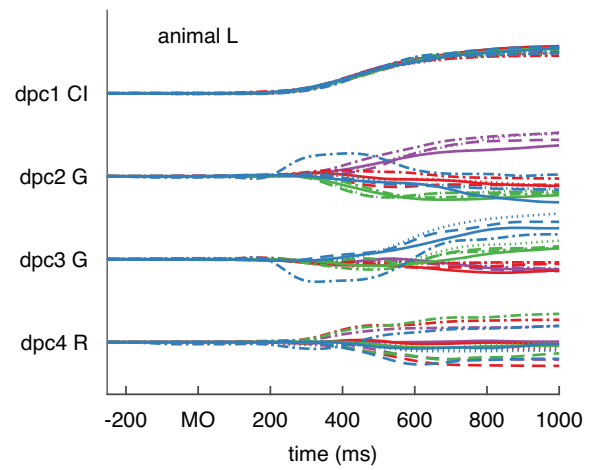 animal L
dpc1 CI
dpc2 G
dpc3 G
dpc4 R
-200 MO 200 400 600 800 1000
time (ms)